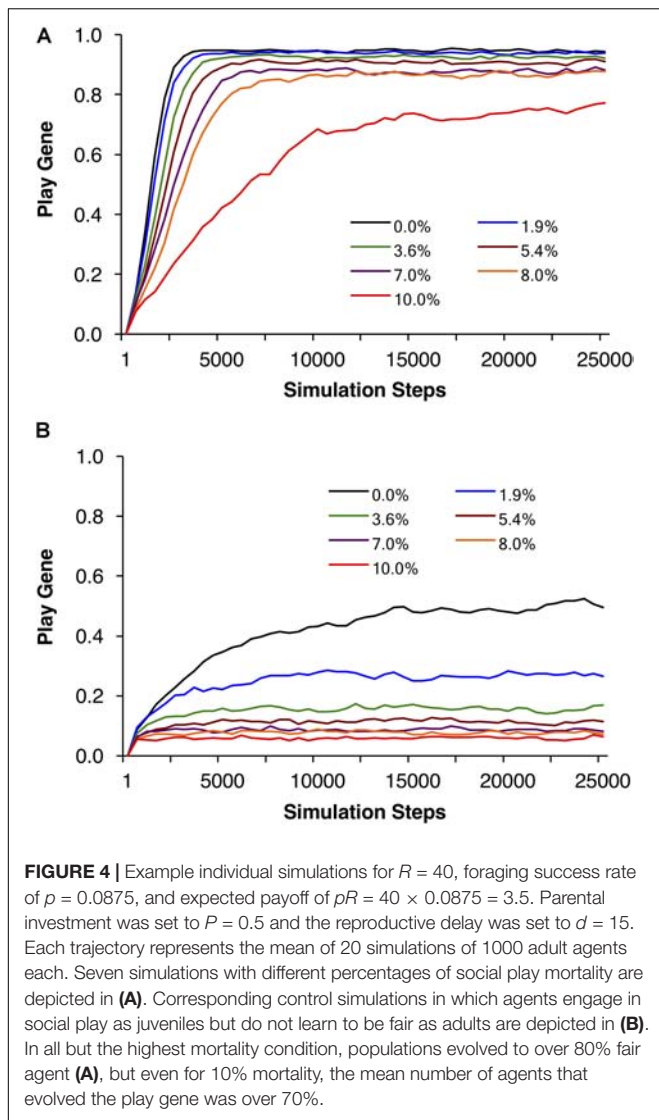 A
1.0
0.8
0.6
0.4
0.2
0.0
Play Gene
0.0% 1.9%
3.6% 5.4%
7.0% 8.0%
10.0%
1 5000 10000 15000 20000 25000
Simulation Steps
B
1.0
0.8
0.6
0.4
0.2
0.0
Play Gene
0.0% 1.9%
3.6% 5.4%
7.0% 8.0%
10.0%
1 5000 10000 15000 20000 25000
Simulation Steps
FIGURE 4 | Example individual simulations for R = 40, foraging success rate
of p = 0.0875, and expected payoff of pR = 40 × 0.0875 = 3.5. Parental
investment was set to P = 0.5 and the reproductive delay was set to d = 15.
Each trajectory represents the mean of 20 simulations of 1000 adult agents
each. Seven simulations with different percentages of social play mortality are
depicted in (A). Corresponding control simulations in which agents engage in
social play as juveniles but do not learn to be fair as adults are depicted in (B).
In all but the highest mortality condition, populations evolved to over 80% fair
agent (A), but even for 10% mortality, the mean number of agents that
evolved the play gene was over 70%.